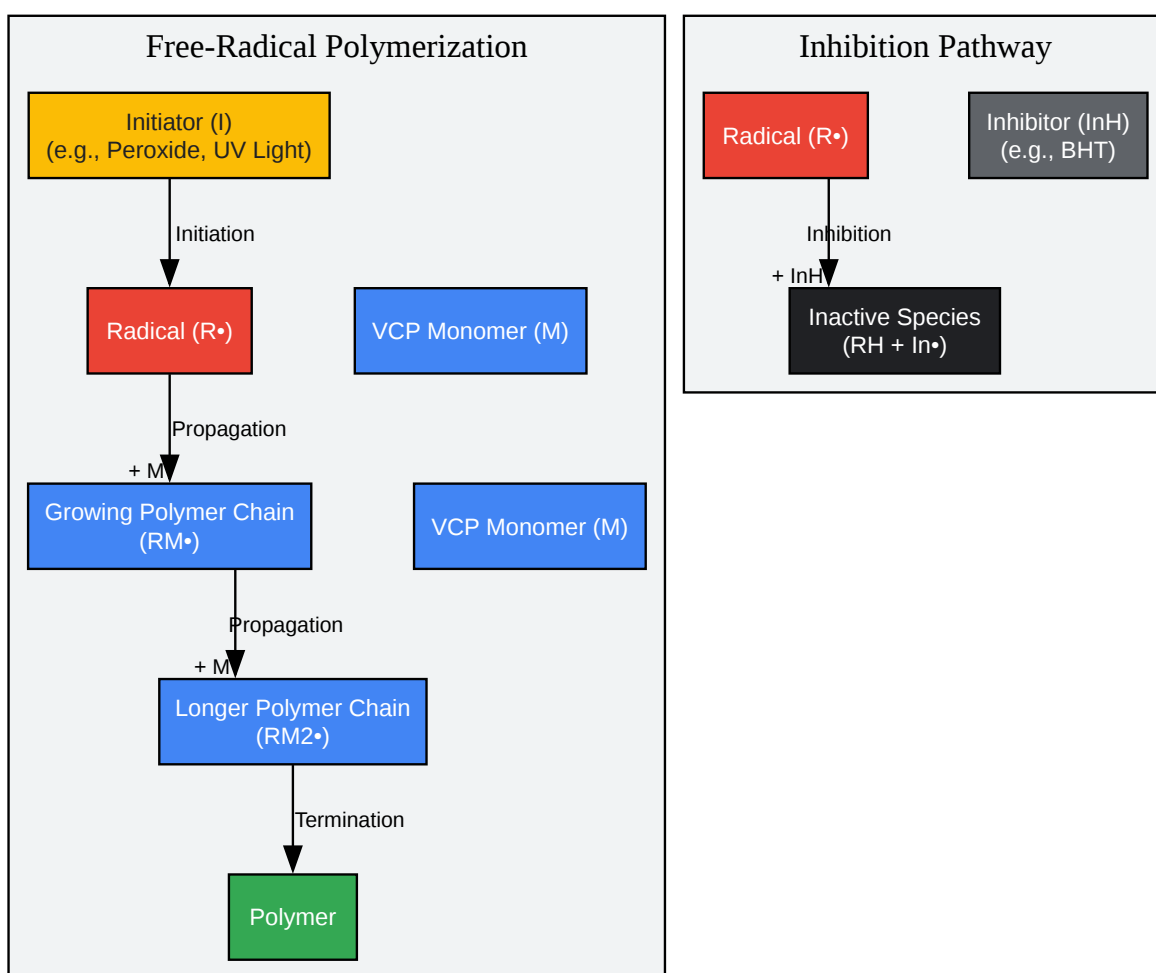 Free-Radical Polymerization
Initiator (I)
(e.g., Peroxide, UV Light)
Initiation
Radical (R•)
VCP Monomer (M)
Propagation
+ M
Growing Polymer Chain
(RM•)
VCP Monomer (M)
Propagation
+ M
Longer Polymer Chain
(RM2•)
Termination
Polymer
Inhibition Pathway
Radical (R•)
Inhibitor (InH)
(e.g., BHT)
Inhibition
+ InH
Inactive Species
(RH + In•)